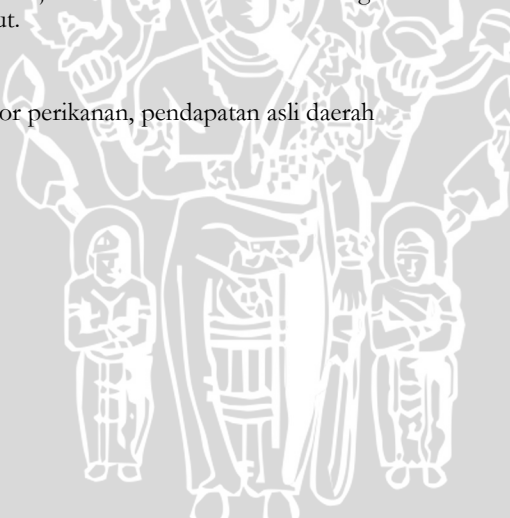 ut.
or perikanan, pendapatan asli daerah